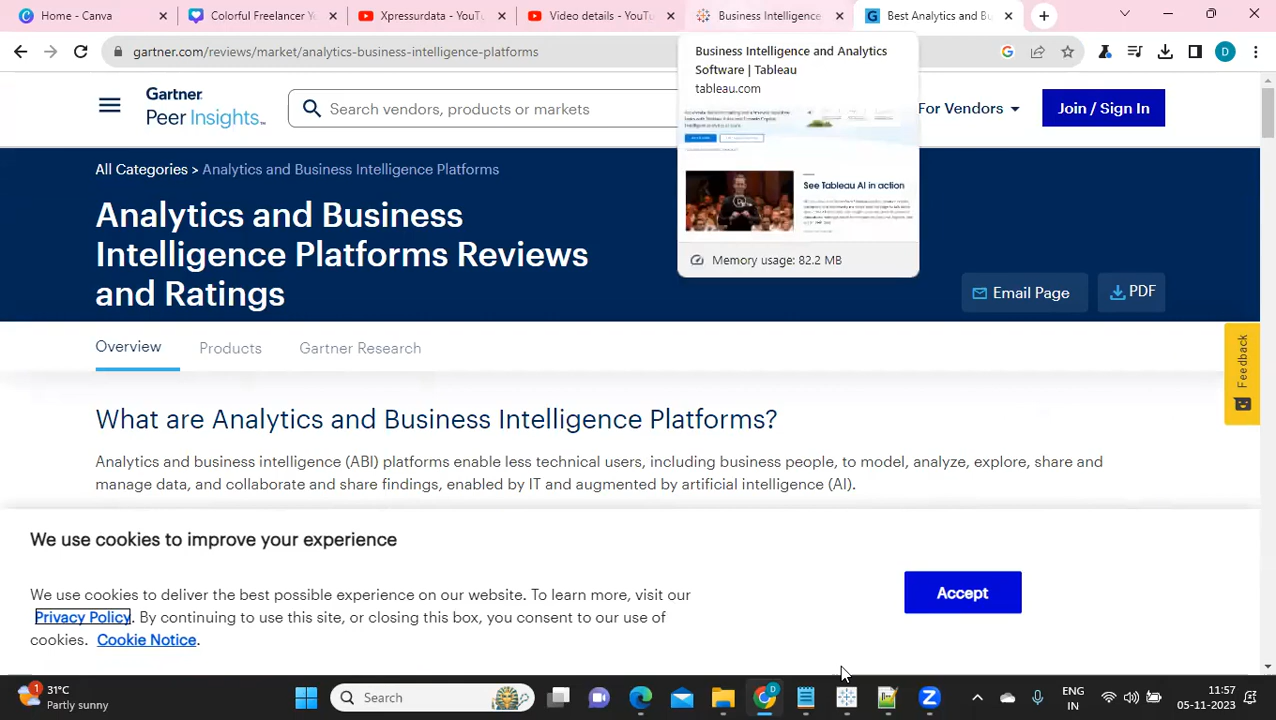 Home - Canva
Colorful Gradien
Xpressurdata - YouT
Video details - YouT
Business Intelligence
Best Analytics and Bu
gartner.com/reviews/market/analytics-business-intelligence-platforms
D
Business Intelligence and Analytics
Software | Tableau
tableau.com
See Tableau AI in action
Memory usage: 82.2 MB
Gartner
Peer Insights
Search vendors, products or markets
For Vendors
Join / Sign In
All Categories > Analytics and Business Intelligence Platforms
Analytics and Business
Intelligence Platforms Reviews
and Ratings
Email Page
PDF
Overview
Products
Gartner Research
Feedback
What are Analytics and Business Intelligence Platforms?
Analytics and business intelligence (ABI) platforms enable less technical users, including business people, to model, analyze, explore, share and
manage data, and collaborate and share findings, enabled by IT and augmented by artificial intelligence (AI).
We use cookies to improve your experience
We use cookies to deliver the best possible experience on our website. To learn more, visit our
Privacy Policy. By continuing to use this site, or closing this box, you consent to our use of
cookies. Cookie Notice.
Accept
1
31°C
Partly sunny
Search
ENG
IN
11:57
05-11-2023